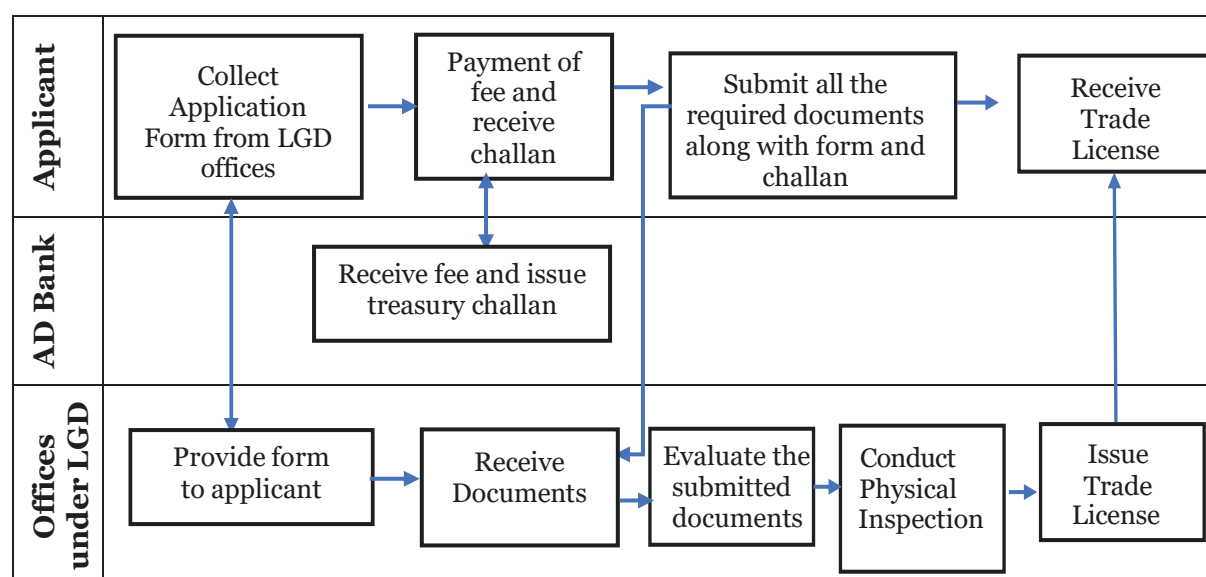 Applicant
Collect
Application
Form from LGD
offices
Payment of
fee and
receive
challan
Submit all the
required documents
along with form and
challan
Receive
Trade
License
AD Bank
Receive fee and issue
treasury challan
Offices
under LGD
Provide form
to applicant
Receive
Documents
Evaluate the
submitted
documents
Conduct
Physical
Inspection
Issue
Trade
License